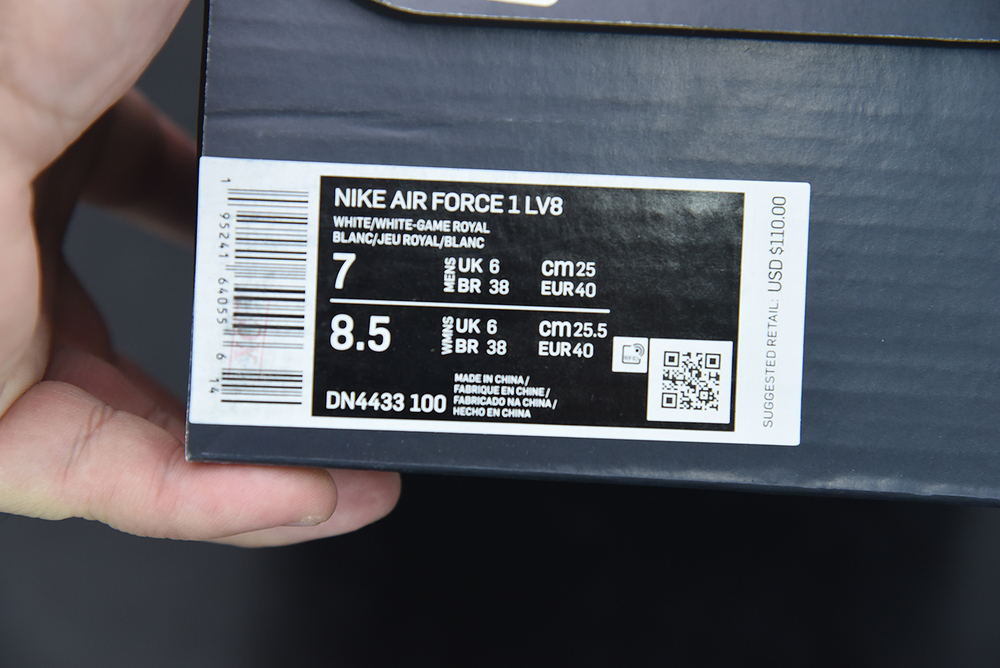 NIKE AIR FORCE 1 LV8
WHITE/WHITE-GAME ROYAL
BLANC/JEU ROYAL/BLANC
7 MENS UK 6 cm 25
BR 38 EUR 40
8.5 WMNS UK 6 cm 25.5
BR 38 EUR 40
DN4433 100
MADE IN CHINA /
FABRIQUE EN CHINE /
FABRICADO NA CHINA /
HECHO EN CHINA
1 95241 64055 6 14
SUGGESTED RETAIL: USD $110.00